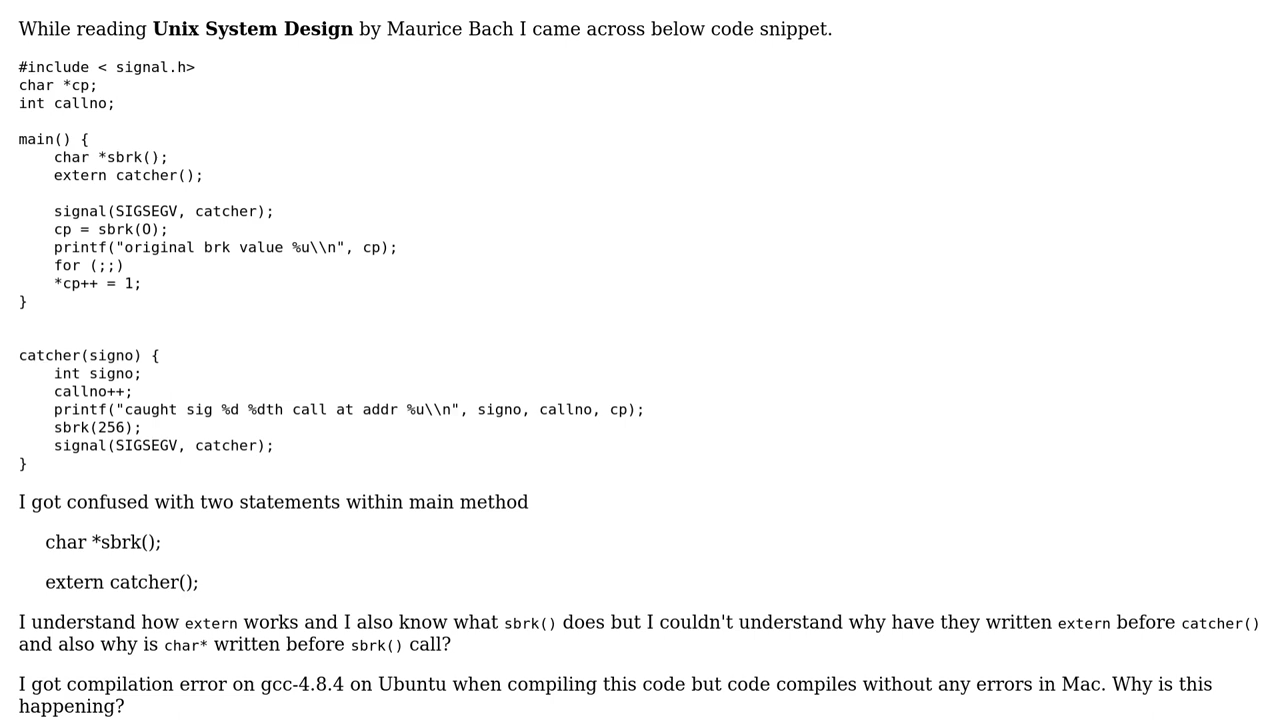 While reading Unix System Design by Maurice Bach I came across below code snippet.
#include < signal.h>
char *cp;
int callno;
main() {
    char *sbrk();
    extern catcher();
    signal(SIGSEGV, catcher);
    cp = sbrk(O);
    printf("original brk value %u\\n", cp);
    for (;;)
    *cp++ = 1;
}
catcher(signo) {
    int signo;
    callno++;
    printf("caught sig %d %dth call at addr %u\\n", signo, callno, cp);
    sbrk(256);
    signal(SIGSEGV, catcher);
}
I got confused with two statements within main method
char *sbrk();
extern catcher();
I understand how extern works and I also know what sbrk() does but I couldn't understand why have they written extern before catcher()
and also why is char* written before sbrk() call?
I got compilation error on gcc-4.8.4 on Ubuntu when compiling this code but code compiles without any errors in Mac. Why is this
happening?